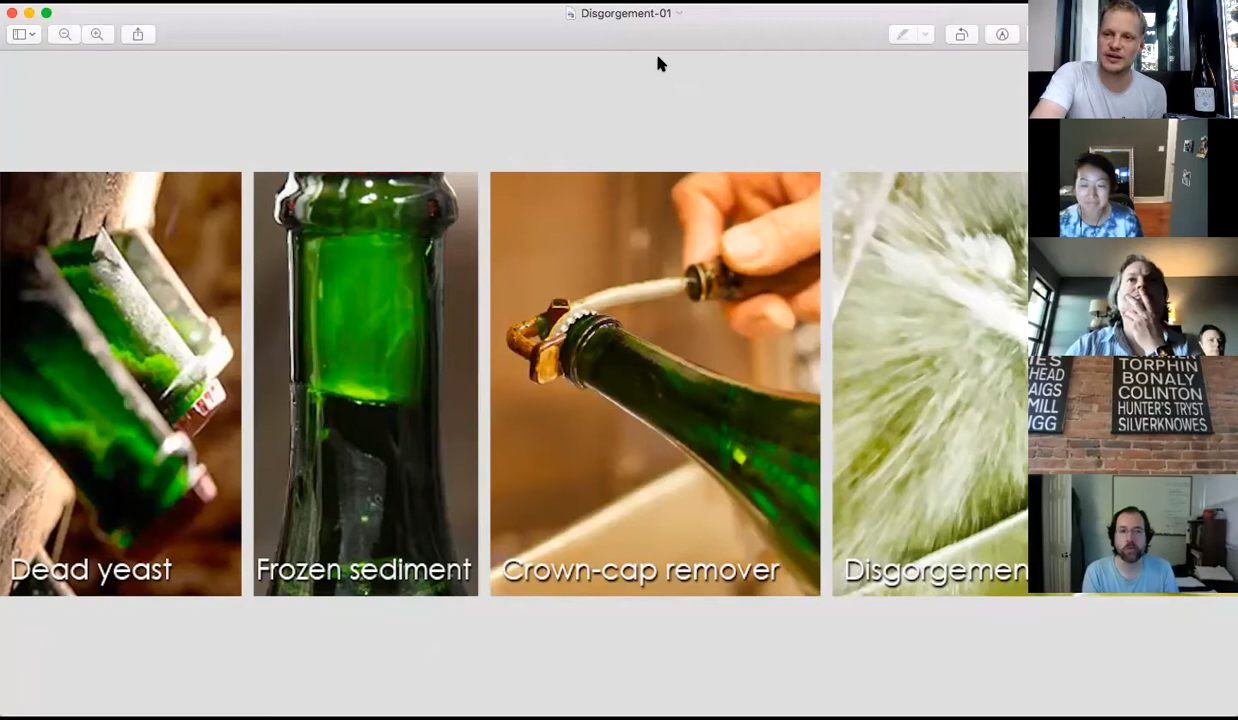 Disgorgement-01
Dead yeast
Frozen sediment
Crown-cap remover
Disgorgemen
ES
HEAD
AIGS
MILL
GG
TORPHIN
BONALY
COLINTON
HUNTER'S TRYST
SILVERKNOWES